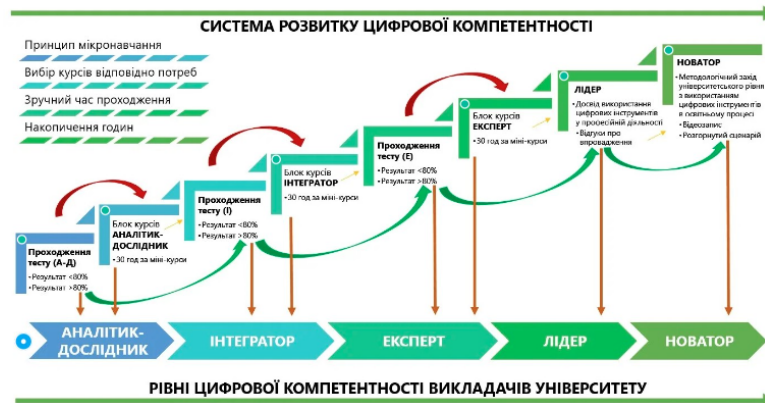 СИСТЕМА РОЗВИТКУ ЦИФРОВОЇ КОМПЕТЕНТНОСТІ
Принцип мікронавчання
Вибір курсів відповідно потреб
Зручний час проходження
Накопичення годин
Проходження
тесту (А-Д)
• Результат <80%
• Результат >80%
Блок курсів
АНАЛІТИК-
ДОСЛІДНИК
• 30 год за міні-курси
Проходження
тесту (І)
• Результат <80%
• Результат >80%
Блок курсів
ІНТЕГРАТОР
• 30 год за міні-курси
Проходження
тесту (Е)
• Результат <80%
• Результат >80%
Блок курсів
ЕКСПЕРТ
• 30 год за міні-курси
ЛІДЕР
• Досвід використання
цифрових інструментів
у професійній діяльності
• Відгуки про
впровадження
НОВАТОР
• Методологічний захід
університетського рівня
з використанням
цифрових інструментів
в освітньому процесі
• Відеозапис
• Розгорнутий сценарій
АНАЛІТИК-
ДОСЛІДНИК
ІНТЕГРАТОР
ЕКСПЕРТ
ЛІДЕР
НОВАТОР
РІВНІ ЦИФРОВОЇ КОМПЕТЕНТНОСТІ ВИКЛАДАЧІВ УНІВЕРСИТЕТУ